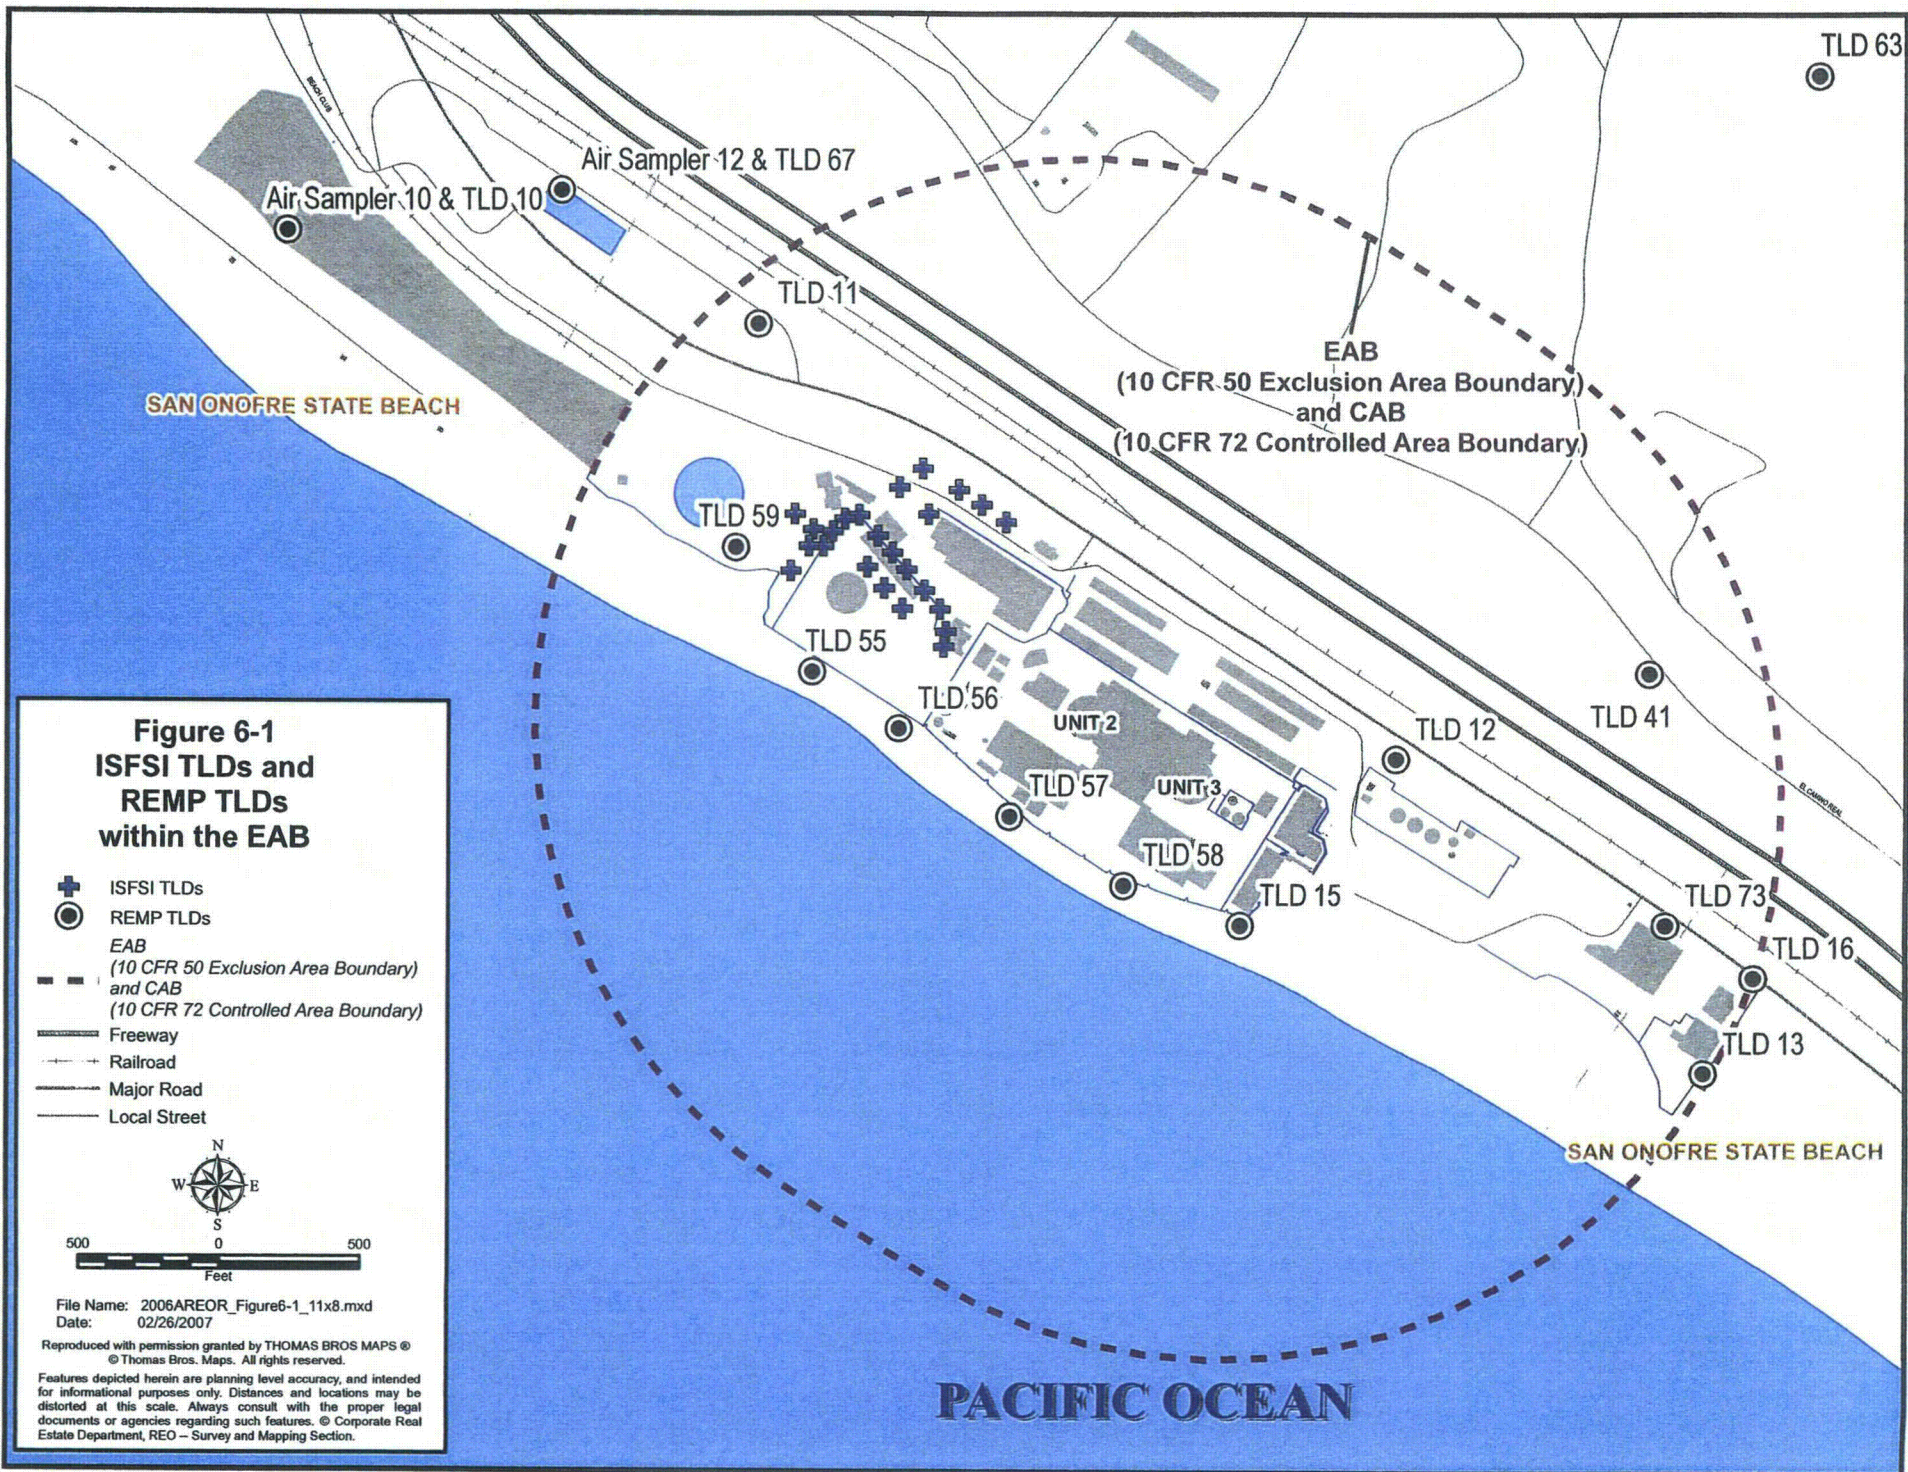 TLD 63
BEACH CLUB
Air Sampler 12 & TLD 67
Air Sampler 10 & TLD 10
TLD 11
EAB
(10 CFR 50 Exclusion Area Boundary)
and CAB
(10 CFR 72 Controlled Area Boundary)
SAN ONOFRE STATE BEACH
TLD 59
TLD 55
TLD 56
UNIT 2
TLD 12
TLD 41
TLD 57
UNIT 3
EL CAMINO REAL
TLD 58
TLD 15
TLD 73
TLD 16
TLD 13
SAN ONOFRE STATE BEACH
PACIFIC OCEAN
Figure 6-1
ISFSI TLDs and
REMP TLDs
within the EAB
ISFSI TLDs
REMP TLDs
EAB
(10 CFR 50 Exclusion Area Boundary)
and CAB
(10 CFR 72 Controlled Area Boundary)
Freeway
Railroad
Major Road
Local Street
N
W E
S
500 0 500
Feet
File Name: 2006AREOR_Figure6-1_11x8.mxd
Date: 02/26/2007
Reproduced with permission granted by THOMAS BROS MAPS ®
© Thomas Bros. Maps. All rights reserved.
Features depicted herein are planning level accuracy, and intended
for informational purposes only. Distances and locations may be
distorted at this scale. Always consult with the proper legal
documents or agencies regarding such features. © Corporate Real
Estate Department, REO – Survey and Mapping Section.